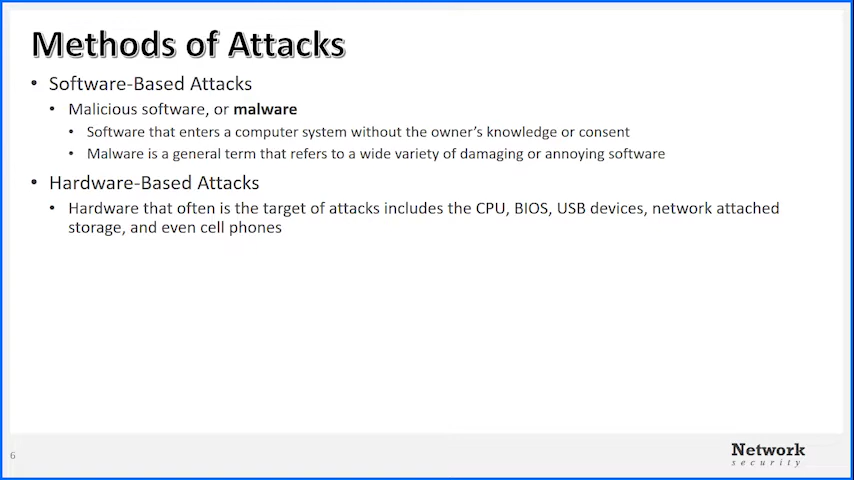 Methods of Attacks
• Software-Based Attacks
• Malicious software, or malware
• Software that enters a computer system without the owner's knowledge or consent
• Malware is a general term that refers to a wide variety of damaging or annoying software
• Hardware-Based Attacks
• Hardware that often is the target of attacks includes the CPU, BIOS, USB devices, network attached
storage, and even cell phones
6
Network
security